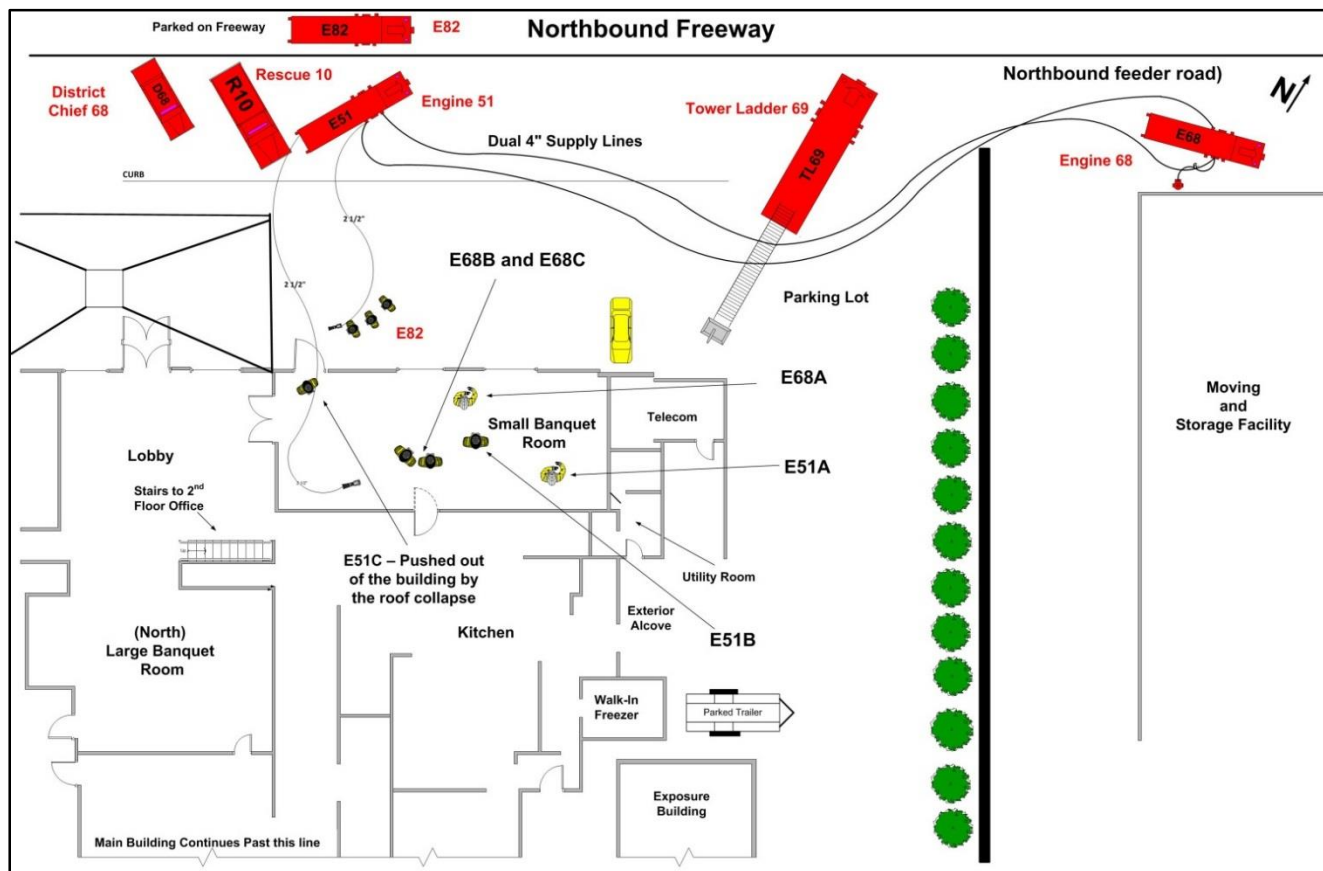 Parked on Freeway
E82
E82
Northbound Freeway
District
Chief 68
D68
R10
Rescue 10
E51
Engine 51
Dual 4" Supply Lines
Tower Ladder 69
TL69
Northbound feeder road)
N
E68
Engine 68
CURB
2 1/2"
2 1/2"
E68B and E68C
E82
Parking Lot
E68A
Small Banquet
Room
Telecom
E51A
Moving
and
Storage Facility
Lobby
Stairs to 2nd
Floor Office
E51C – Pushed out
of the building by
the roof collapse
Utility Room
Exterior
Alcove
E51B
Kitchen
(North)
Large Banquet
Room
Walk-In
Freezer
Parked Trailer
Exposure
Building
Main Building Continues Past this line